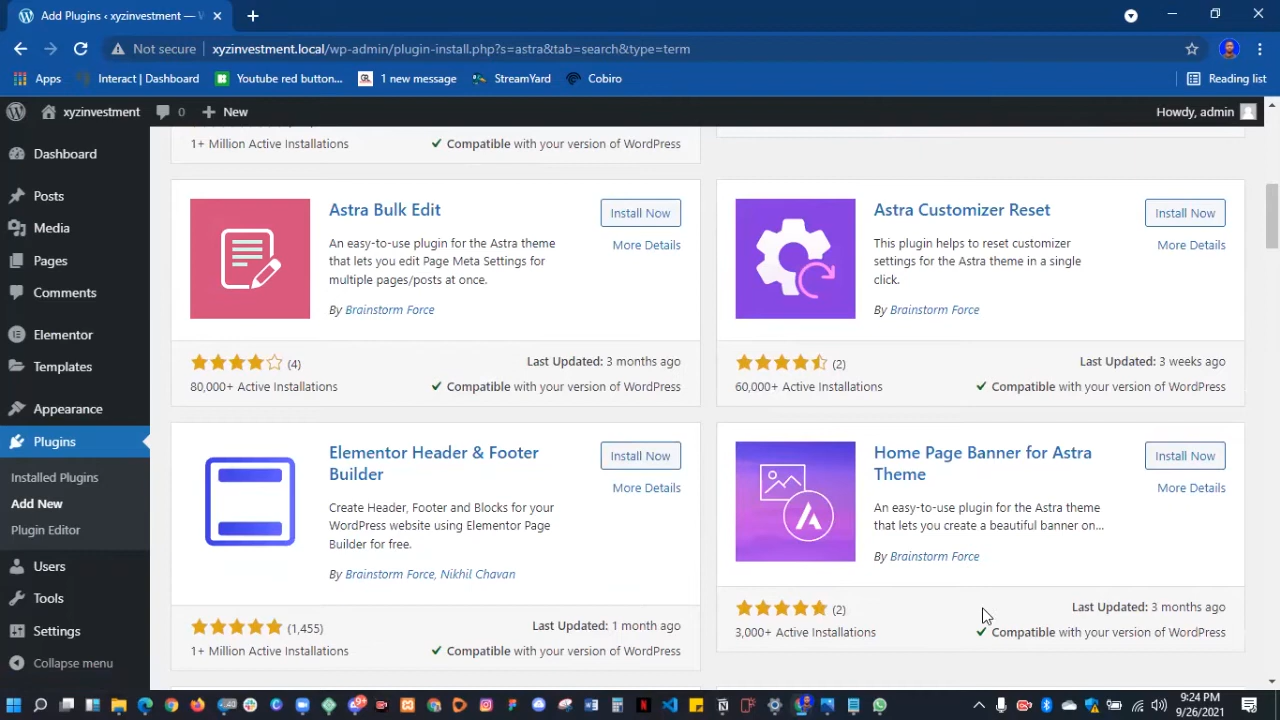 Add Plugins ‹ xyzinvestment —
Not secure xyzinvestment.local/wp-admin/plugin-install.php?s=astra&tab=search&type=term
Apps Interact | Dashboard Youtube red button... 1 new message StreamYard Cobiro Reading list
xyzinvestment 0 New Howdy, admin
Dashboard
Posts
Media
Pages
Comments
Elementor
Templates
Appearance
Plugins
Installed Plugins
Add New
Plugin Editor
Users
Tools
Settings
Collapse menu
1+ Million Active Installations Compatible with your version of WordPress
Astra Bulk Edit
Install Now
More Details
An easy-to-use plugin for the Astra theme
that lets you edit Page Meta Settings for
multiple pages/posts at once.
By Brainstorm Force
(4) Last Updated: 3 months ago
80,000+ Active Installations Compatible with your version of WordPress
Astra Customizer Reset
Install Now
More Details
This plugin helps to reset customizer
settings for the Astra theme in a single
click.
By Brainstorm Force
(2) Last Updated: 3 weeks ago
60,000+ Active Installations Compatible with your version of WordPress
Elementor Header & Footer
Builder
Install Now
More Details
Create Header, Footer and Blocks for your
WordPress website using Elementor Page
Builder for free.
By Brainstorm Force, Nikhil Chavan
(1,455) Last Updated: 1 month ago
1+ Million Active Installations Compatible with your version of WordPress
Home Page Banner for Astra
Theme
Install Now
More Details
An easy-to-use plugin for the Astra theme
that lets you create a beautiful banner on...
By Brainstorm Force
(2) Last Updated: 3 months ago
3,000+ Active Installations Compatible with your version of WordPress
9:24 PM
9/26/2021